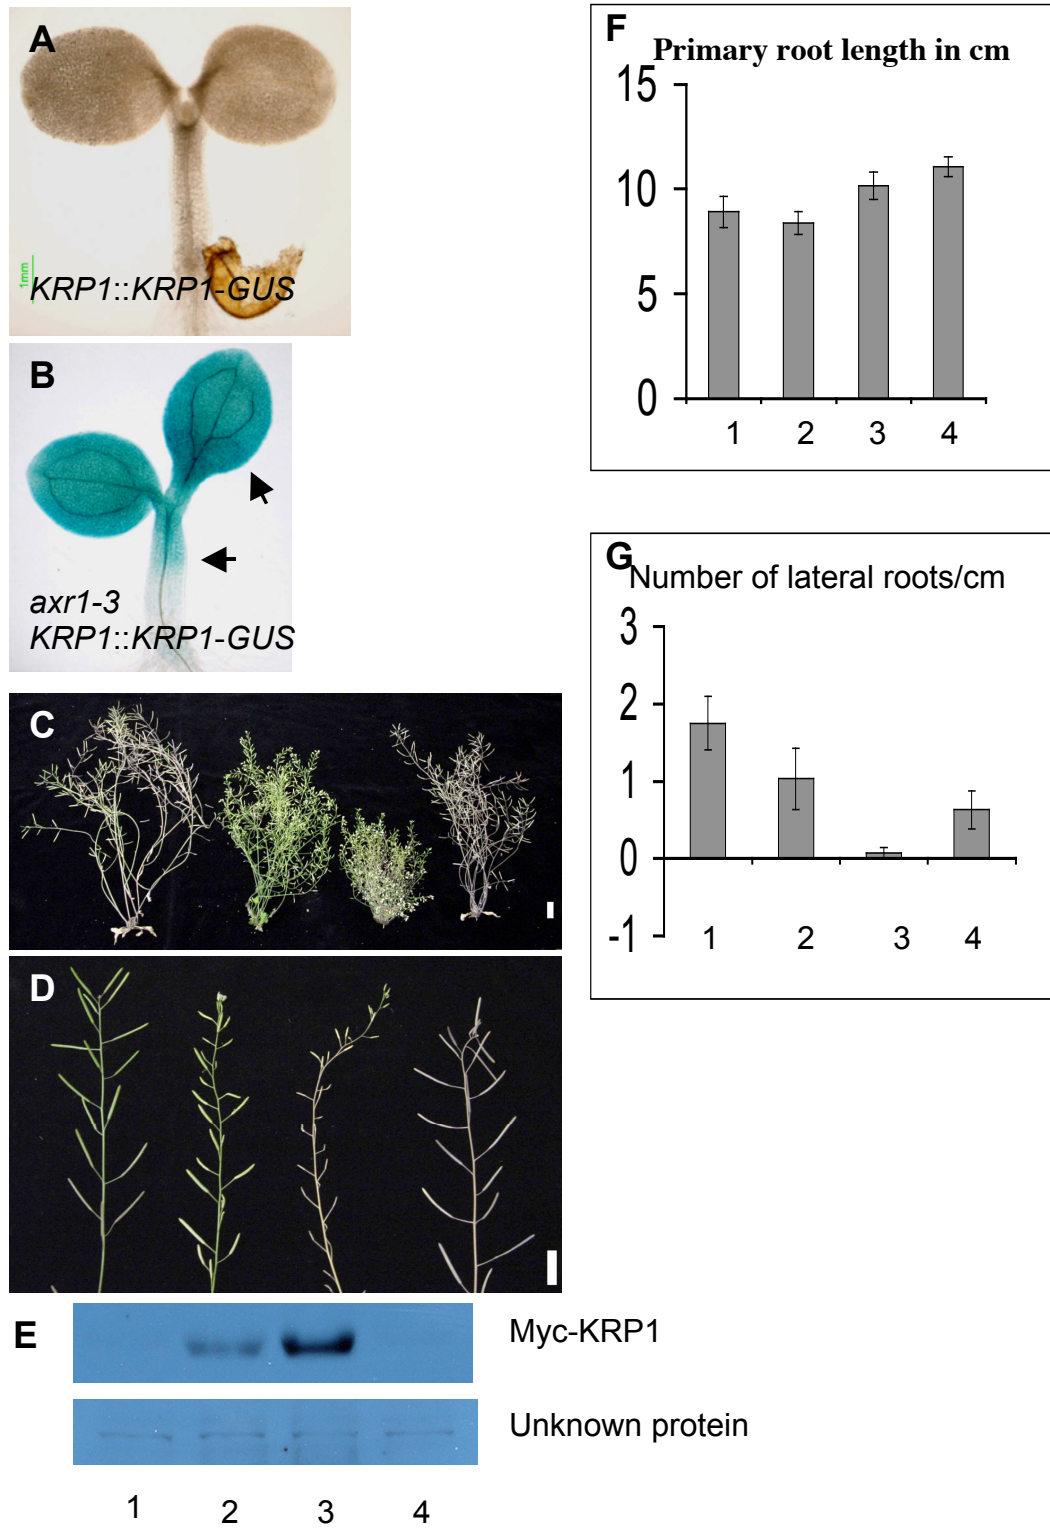 A
1mm
KRP1::KRP1-GUS
B
axr1-3
KRP1::KRP1-GUS
C
D
E
Myc-KRP1
Unknown protein
1 2 3 4
F
Primary root length in cm
15
10
5
0
1 2 3 4
G
Number of lateral roots/cm
3
2
1
0
-1
1 2 3 4